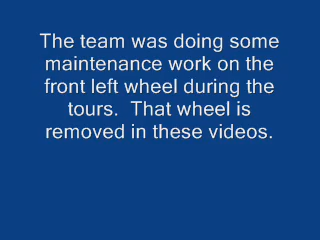 The team was doing some
maintenance work on the
front left wheel during the
tours.  That wheel is
removed in these videos.